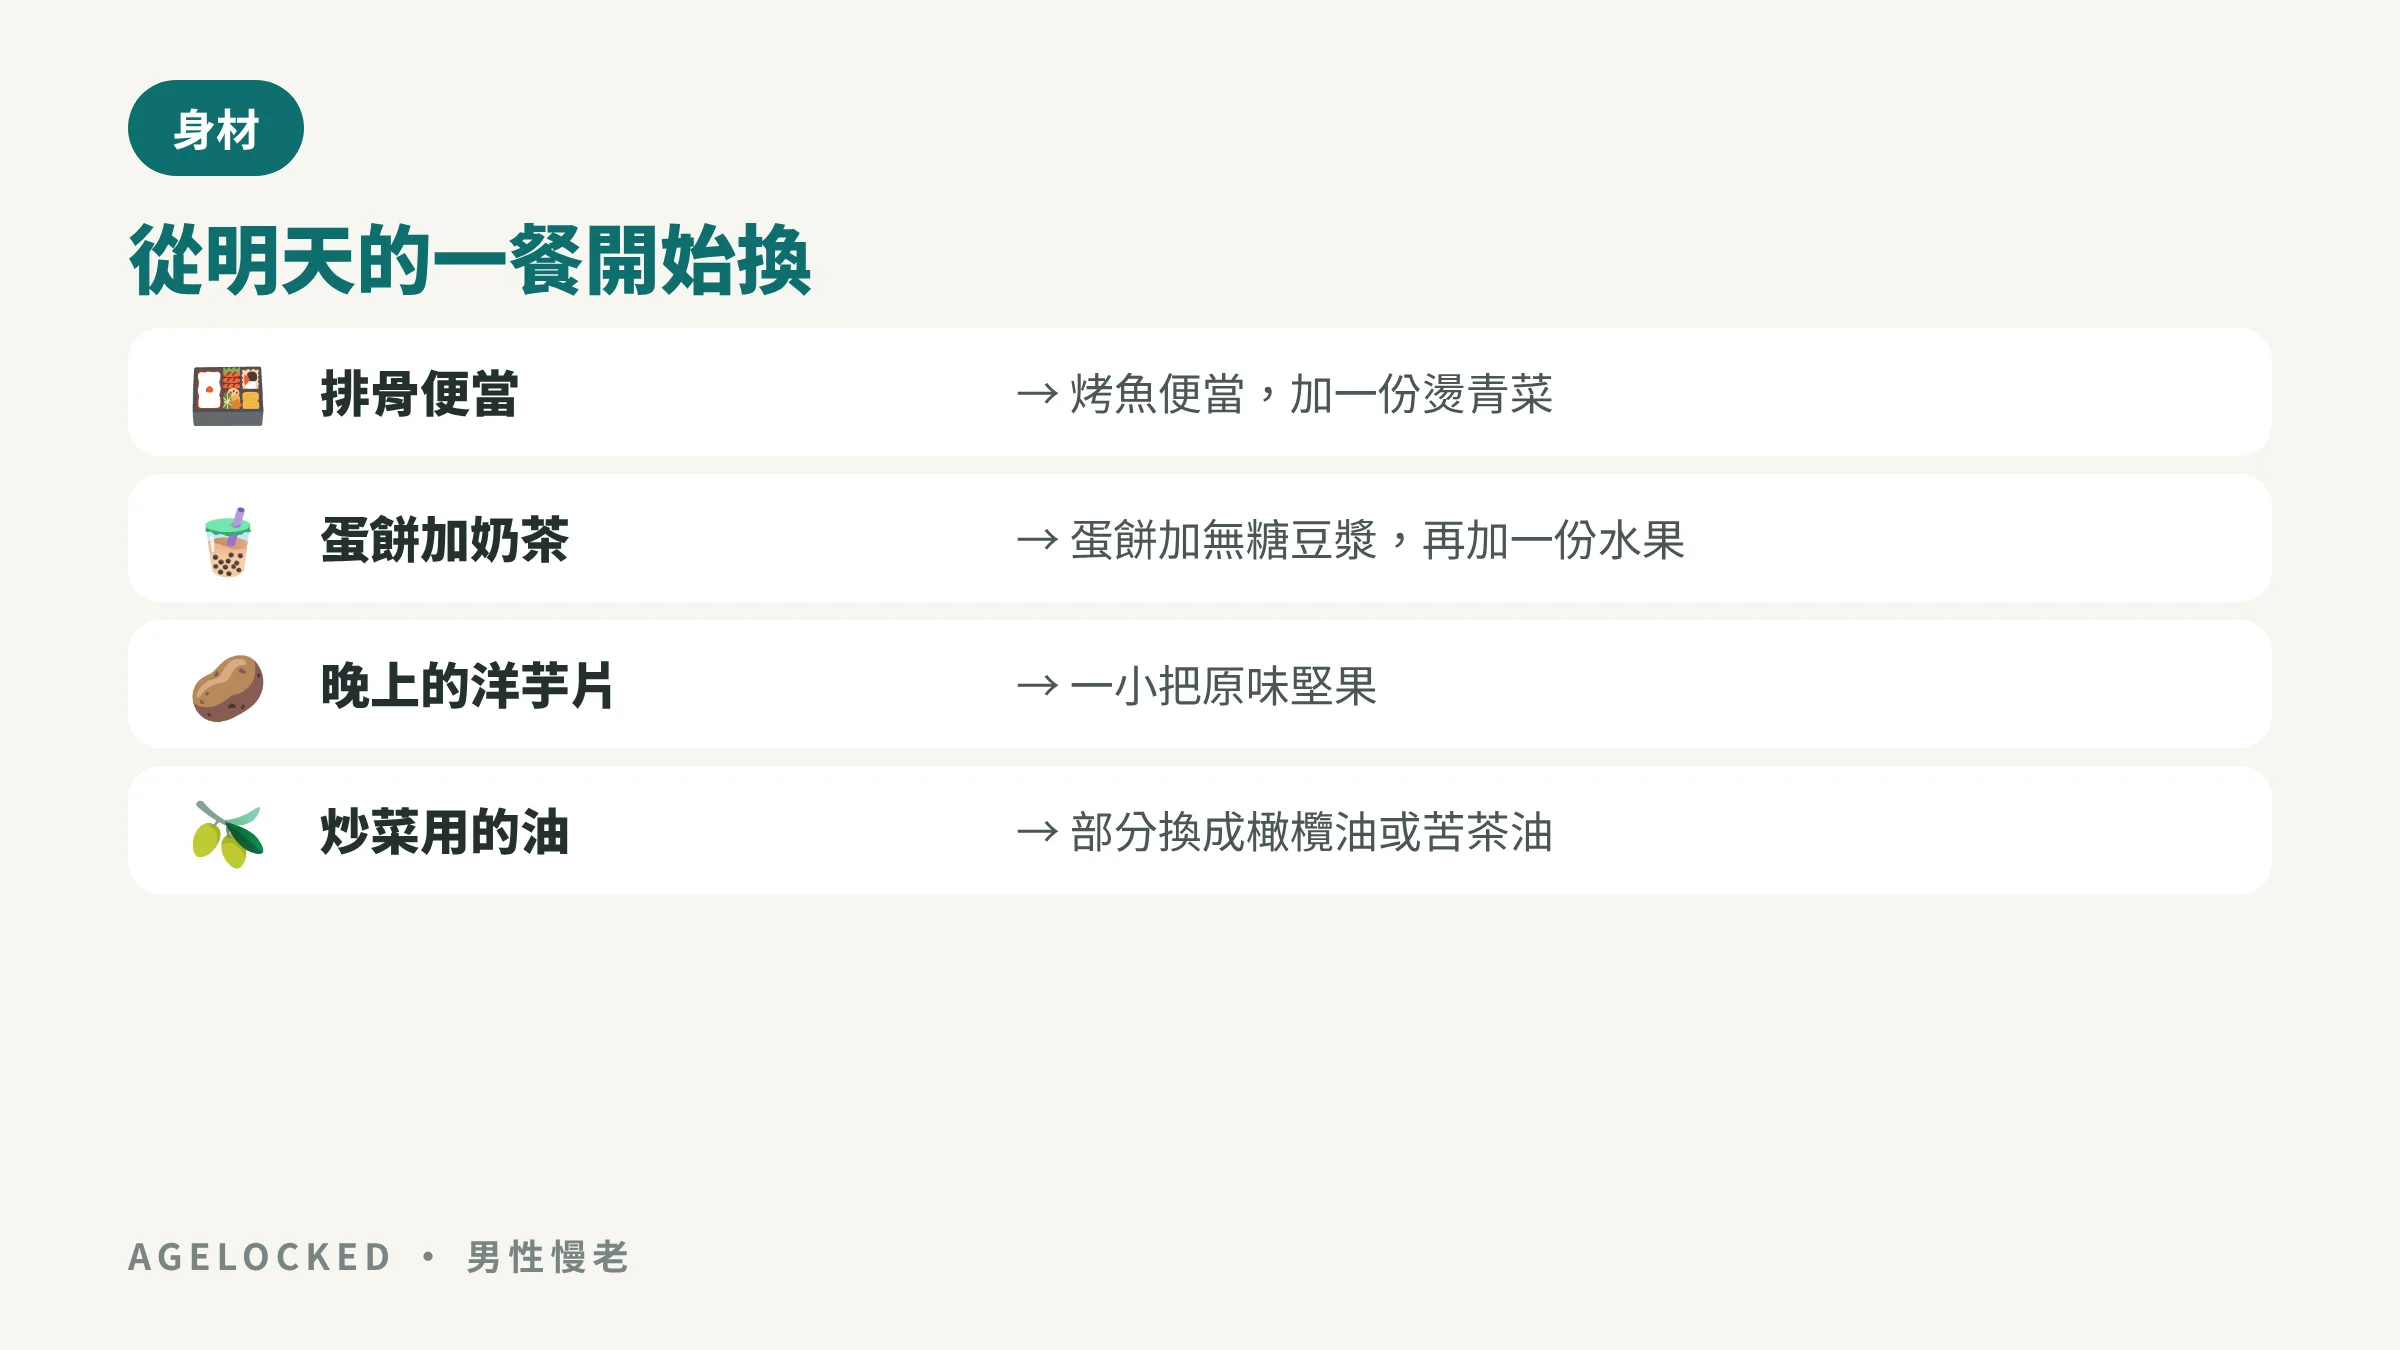 身材
從明天的一餐開始換
排骨便當 → 烤魚便當，加一份燙青菜
蛋餅加奶茶 → 蛋餅加無糖豆漿，再加一份水果
晚上的洋芋片 → 一小把原味堅果
炒菜用的油 → 部分換成橄欖油或苦茶油
AGELOCKED · 男性慢老